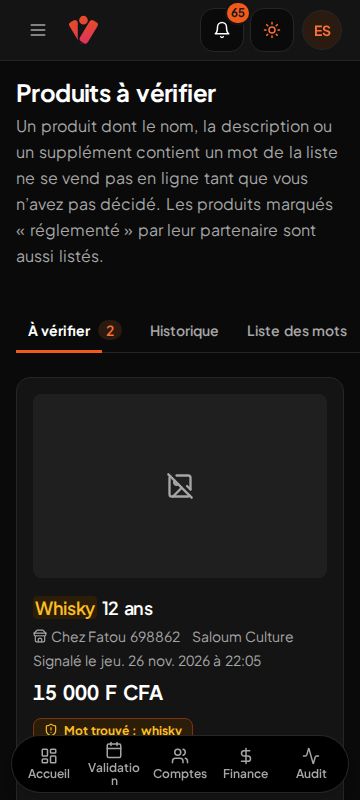 65
ES
Produits à vérifier
Un produit dont le nom, la description ou
un supplément contient un mot de la liste
ne se vend pas en ligne tant que vous
n'avez pas décidé. Les produits marqués
« réglementé » par leur partenaire sont
aussi listés.
À vérifier 2 Historique Liste des mots
Whisky 12 ans
Chez Fatou 698862 Saloum Culture
Signalé le jeu. 26 nov. 2026 à 22:05
15 000 F CFA
Mot trouvé : whisky
Accueil Validatio
n Comptes Finance Audit